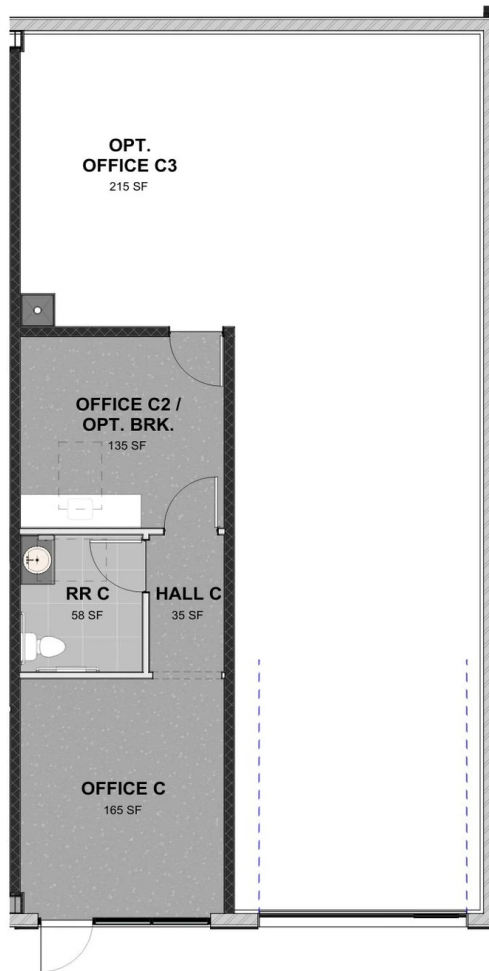 OPT.
OFFICE C3
215 SF
OFFICE C2 /
OPT. BRK.
135 SF
RR C
58 SF
HALL C
35 SF
OFFICE C
165 SF